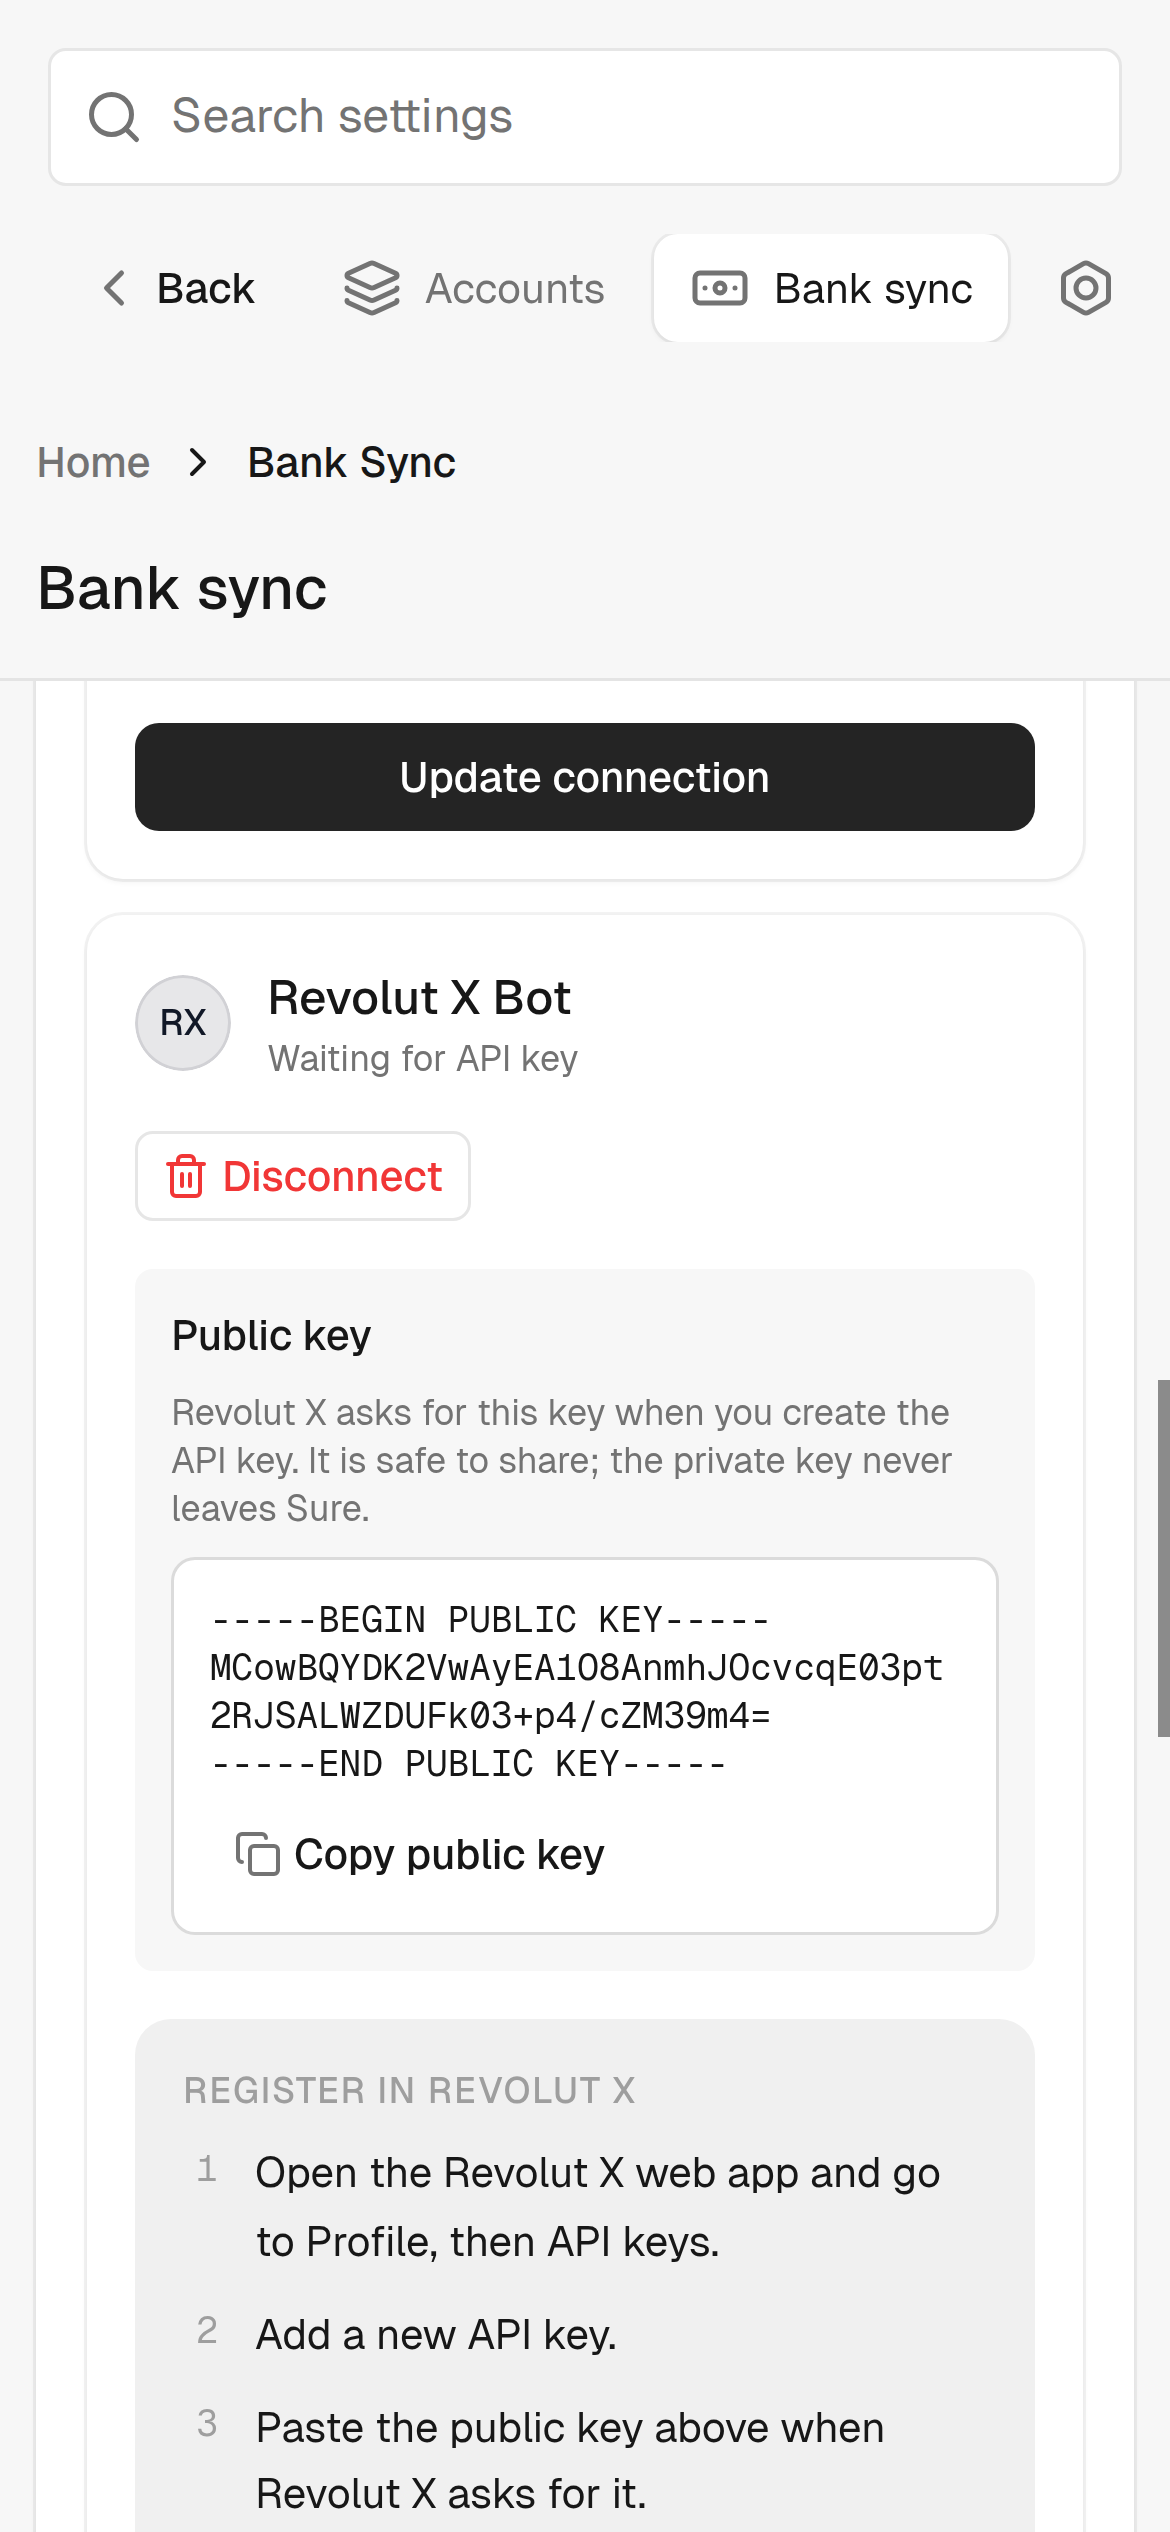 Search settings
Back
Accounts
Bank sync
Home
Bank Sync
Bank sync
Update connection
RX
Revolut X Bot
Waiting for API key
Disconnect
Public key
Revolut X asks for this key when you create the
API key. It is safe to share; the private key never
leaves Sure.
-----BEGIN PUBLIC KEY-----
MCowBQYDK2VwAyEA1O8AnmhJOcvcqE03pt
2RJSALWZDUFk03+p4/cZM39m4=
-----END PUBLIC KEY-----
Copy public key
REGISTER IN REVOLUT X
1 Open the Revolut X web app and go
to Profile, then API keys.
2 Add a new API key.
3 Paste the public key above when
Revolut X asks for it.